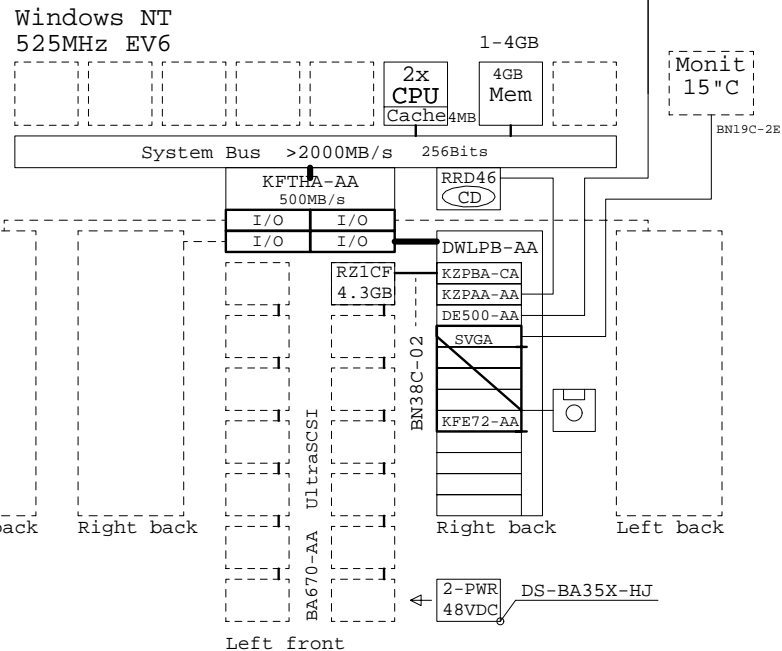 Windows NT
525MHz EV6
1-4GB
2x
CPU
Cache 4MB
4GB
Mem
Monit
15"C
BN19C-2E
System Bus >2000MB/s 256Bits
KFTHA-AA
500MB/s
RRD46
CD
I/O I/O
I/O I/O
DWLPB-AA
RZ1CF
4.3GB
KZPBA-CA
KZPAA-AA
DE500-AA
SVGA
KFE72-AA
BN38C-02
UltraSCSI
BA670-AA
back
Right back
Right back
Left back
2-PWR
48VDC
DS-BA35X-HJ
Left front